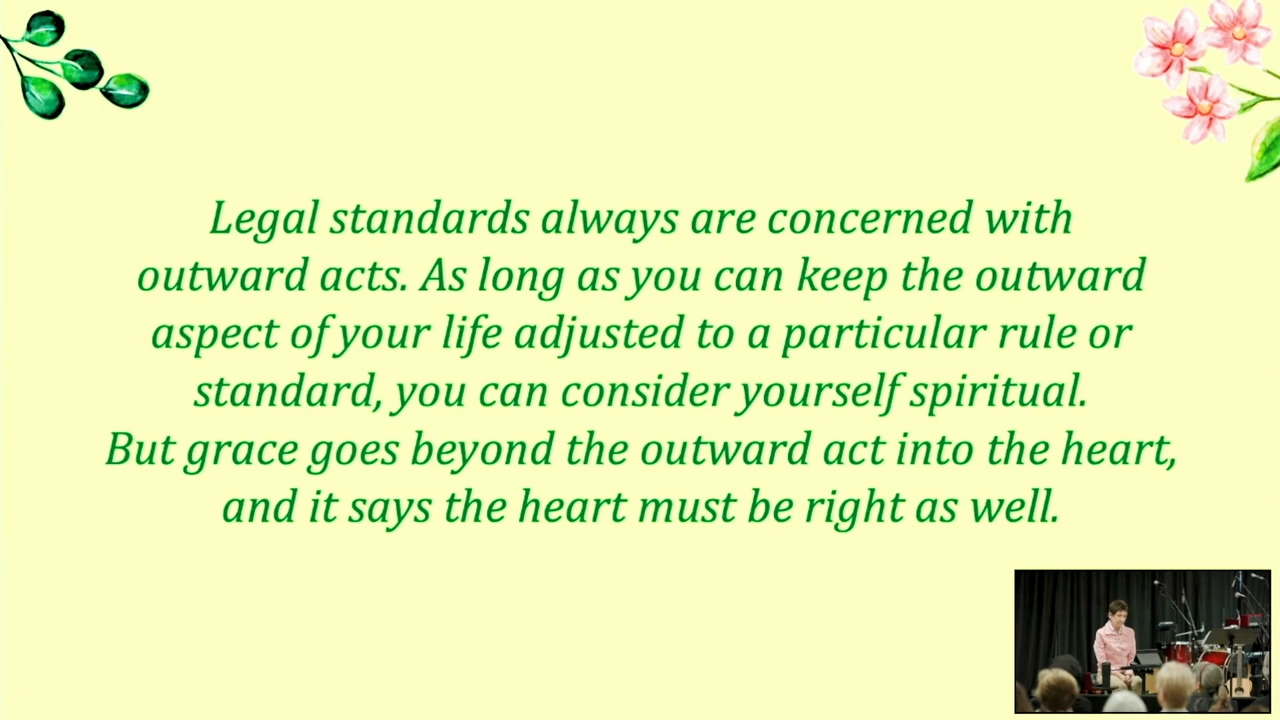 Legal standards always are concerned with
outward acts. As long as you can keep the outward
aspect of your life adjusted to a particular rule or
standard, you can consider yourself spiritual.
But grace goes beyond the outward act into the heart,
and it says the heart must be right as well.